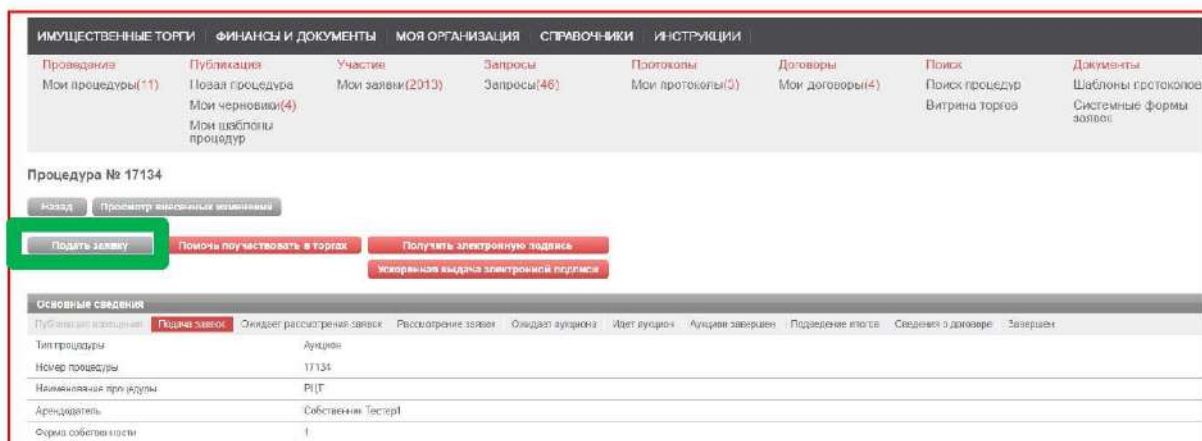 ИМУЩЕСТВЕННЫЕ ТОРГИ ФИНАНСЫ И ДОКУМЕНТЫ МОЯ ОРГАНИЗАЦИЯ СПРАВОЧНИКИ ИНСТРУКЦИИ
Проведение Публикация Участие Запросы Протоколы Договоры Поиск Документы
Мои процедуры(11) Новая процедура Мои заявки(2013) Запросы(46) Мои протоколы(3) Мои договоры(4) Поиск процедур Шаблоны протоколов
Мои черновики(4) Витрина торгов Системные формы
заявок
Мои шаблоны
процедур
Процедура № 17134
Назад Просмотр внесенных изменений
Подать заявку Помочь поучаствовать в торгах Получить электронную подпись
Ускоренная выдача электронной подписи
Основные сведения
Публикация извещения Подача заявок Ожидает рассмотрения заявок Рассмотрение заявок Ожидает аукциона Идет аукцион Аукцион завершен Подведение итогов Сведения о договоре Завершен
Тип процедуры Аукцион
Номер процедуры 17134
Наименование процедуры
Арендодатель Собственник Тестер1
Форма собственности 1